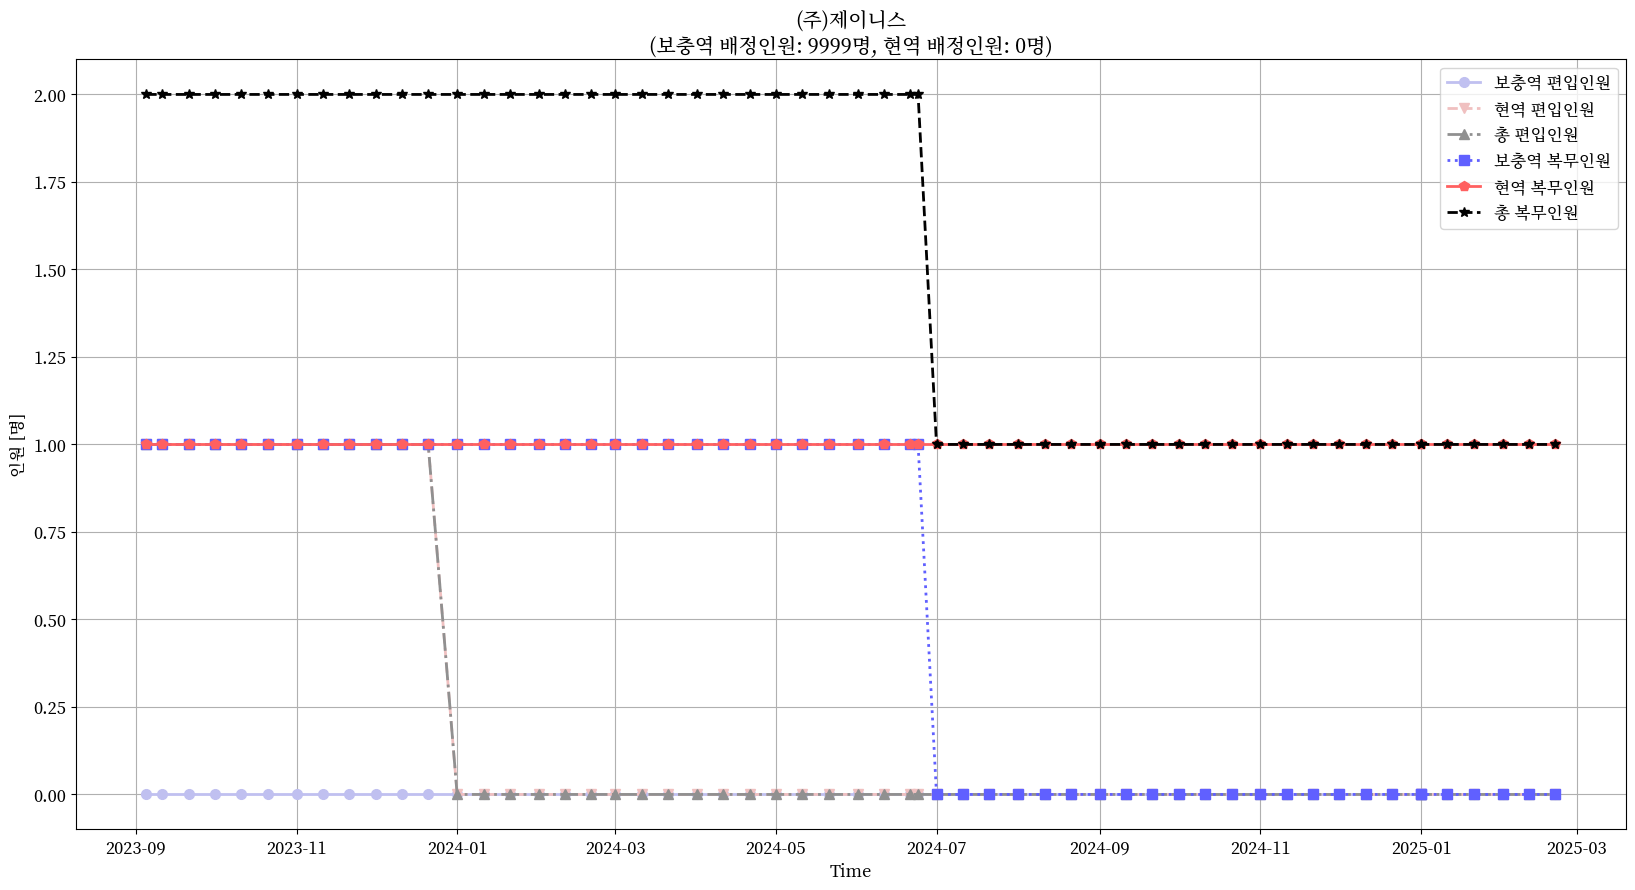 (주)제이니스
(보충역 배정인원: 9999명, 현역 배정인원: 0명)
보충역 편입인원
현역 편입인원
총 편입인원
보충역 복무인원
현역 복무인원
총 복무인원
인원 [명]
2.00
1.75
1.50
1.25
1.00
0.75
0.50
0.25
0.00
2023-09 2023-11 2024-01 2024-03 2024-05 2024-07 2024-09 2024-11 2025-01 2025-03
Time